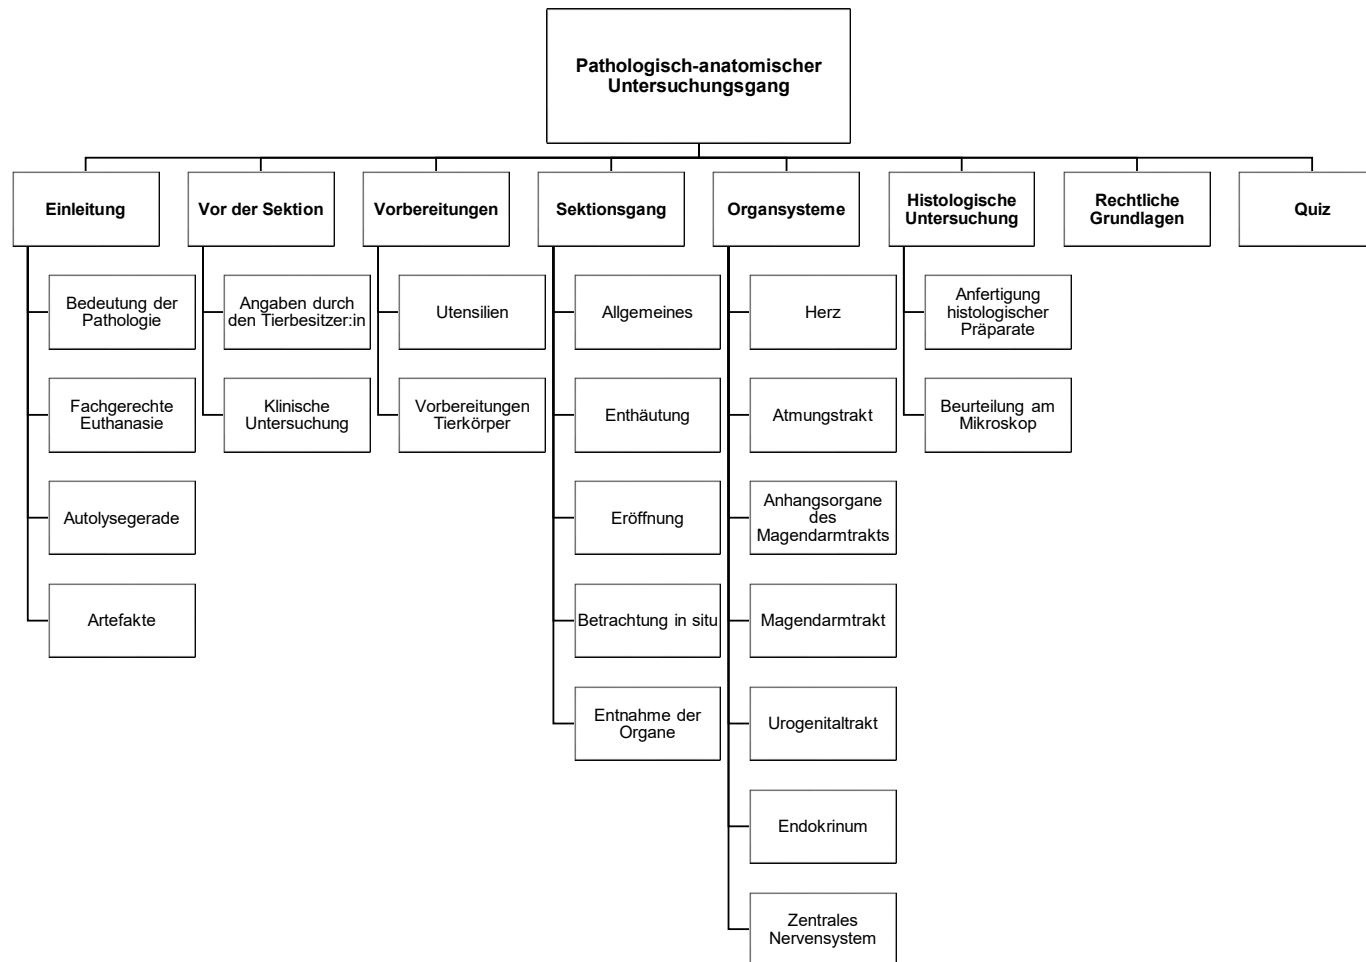 Pathologisch-anatomischer
Untersuchungsgang
Einleitung
Vor der Sektion
Vorbereitungen
Sektionsgang
Organsysteme
Histologische
Untersuchung
Rechtliche
Grundlagen
Quiz
Bedeutung der
Pathologie
Fachgerechte
Euthanasie
Autolysegerade
Artefakte
Angaben durch
den Tierbesitzer:in
Klinische
Untersuchung
Utensilien
Vorbereitungen
Tierkörper
Allgemeines
Enthäutung
Eröffnung
Betrachtung in situ
Entnahme der
Organe
Herz
Atmungstrakt
Anhangsorgane
des
Magendarmtrakts
Magendarmtrakt
Urogenitaltrakt
Endokrinum
Zentrales
Nervensystem
Anfertigung
histologischer
Präparate
Beurteilung am
Mikroskop